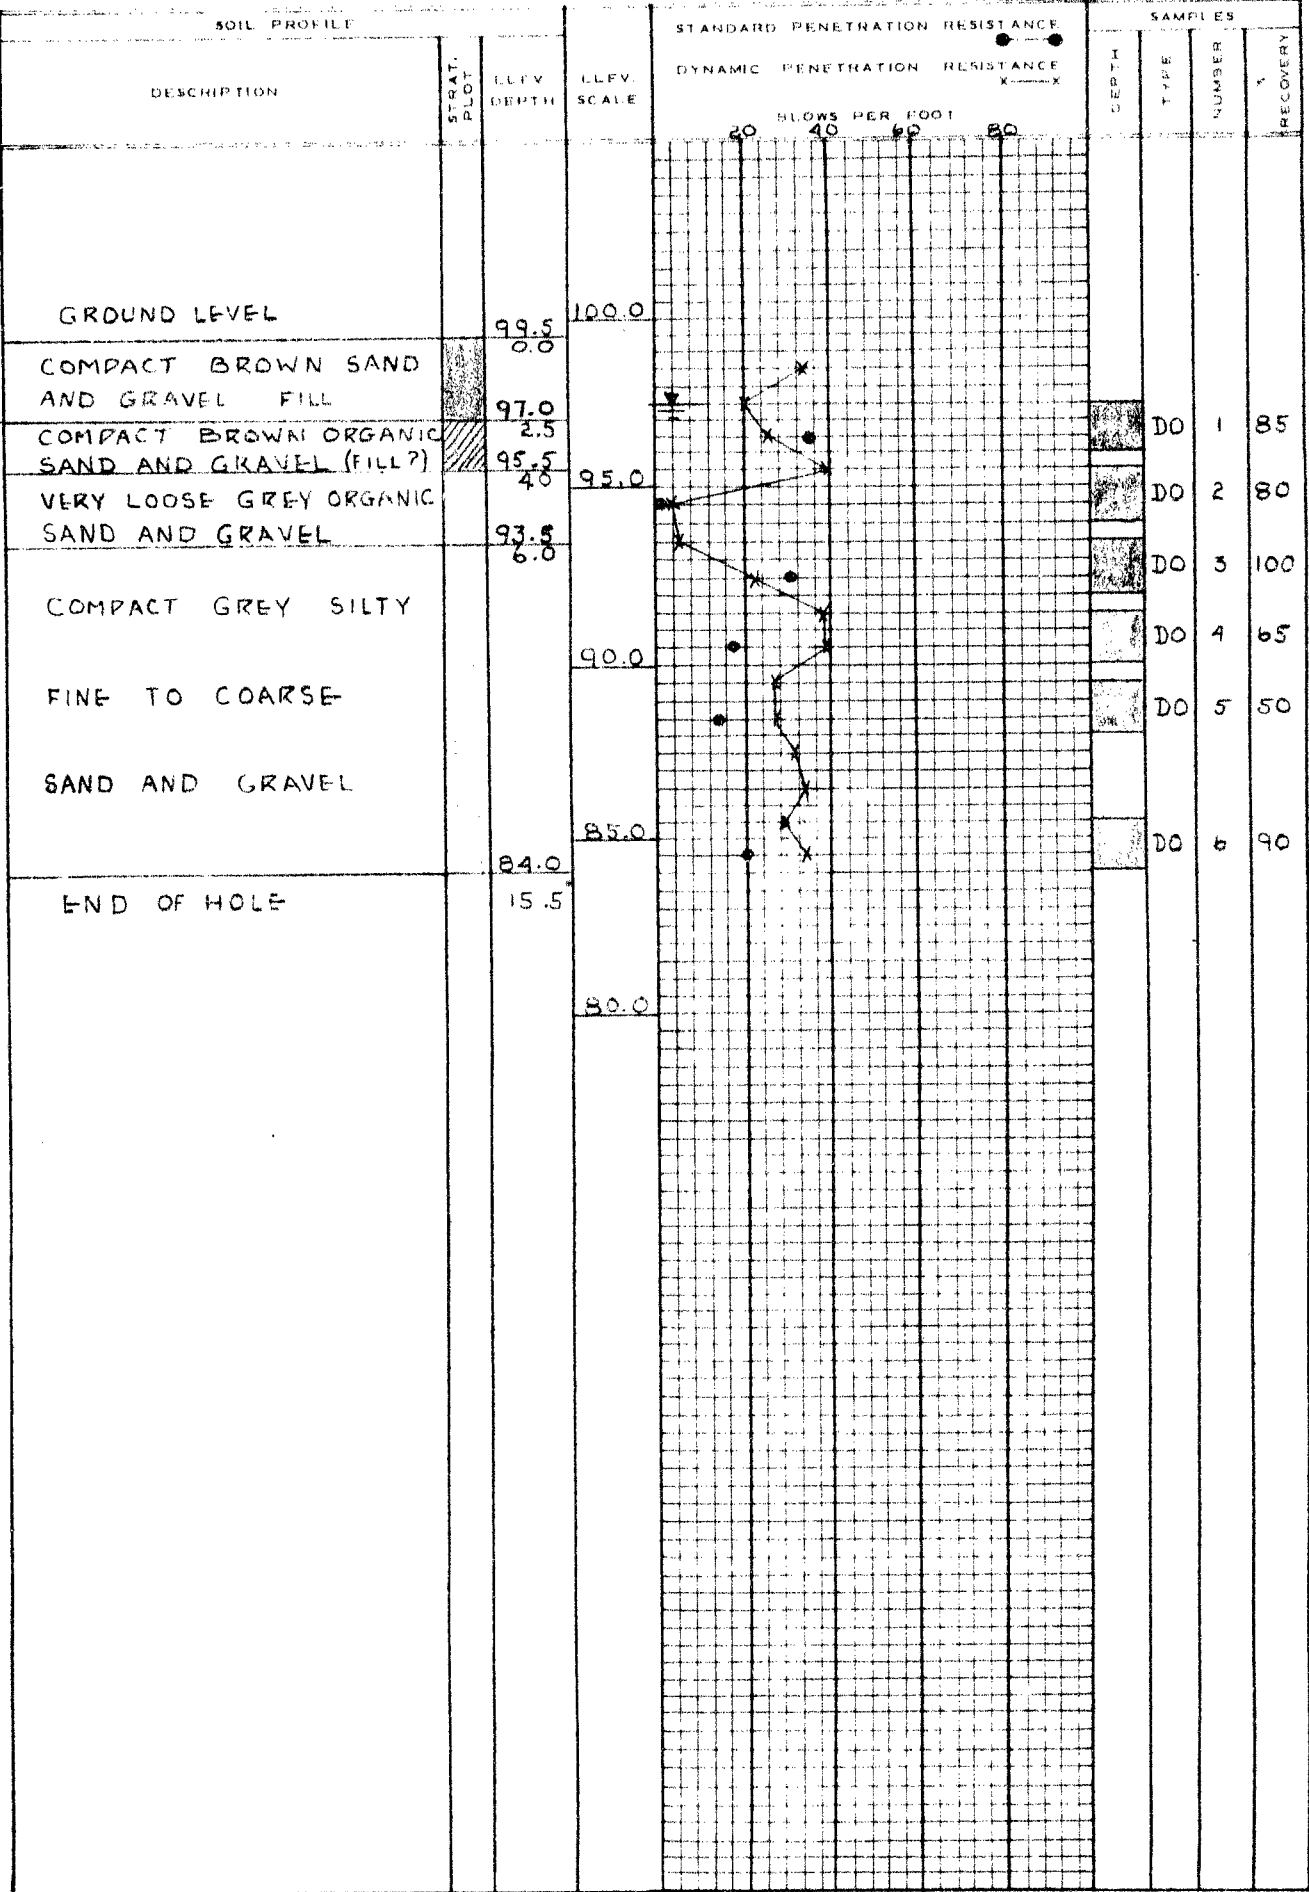 SOIL PROFILE
STANDARD PENETRATION RESISTANCE
SAMPLES
DESCRIPTION
STRAT. PLOT
ELEV. DEPTH
ELEV. SCALE
DYNAMIC PENETRATION RESISTANCE
X-----X
BLOWS PER FOOT
20 40 60 80
DEPTH
TYPE
NUMBER
% RECOVERY
GROUND LEVEL
99.5
100.0
0.0
COMPACT BROWN SAND
AND GRAVEL FILL
97.0
2.5
COMPACT BROWN ORGANIC
SAND AND GRAVEL (FILL?)
DO 1 85
95.5
4.0
95.0
VERY LOOSE GREY ORGANIC
SAND AND GRAVEL
DO 2 80
93.5
6.0
DO 3 100
COMPACT GREY SILTY
DO 4 65
90.0
FINE TO COARSE
DO 5 50
SAND AND GRAVEL
85.0
DO 6 90
84.0
END OF HOLE
15.5
80.0